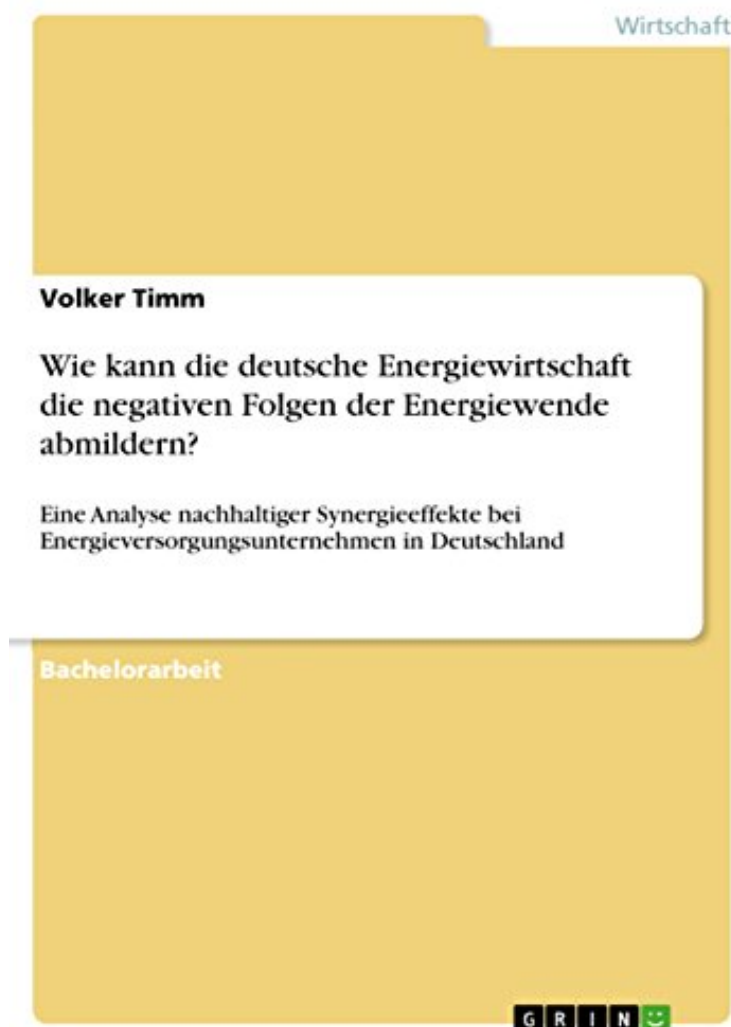 Wirtschaft
Volker Timm
Wie kann die deutsche Energiewirtschaft
die negativen Folgen der Energiewende
abmildern?
Eine Analyse nachhaltiger Synergieeffekte bei
Energieversorgungsunternehmen in Deutschland
Bachelorarbeit
GRIN